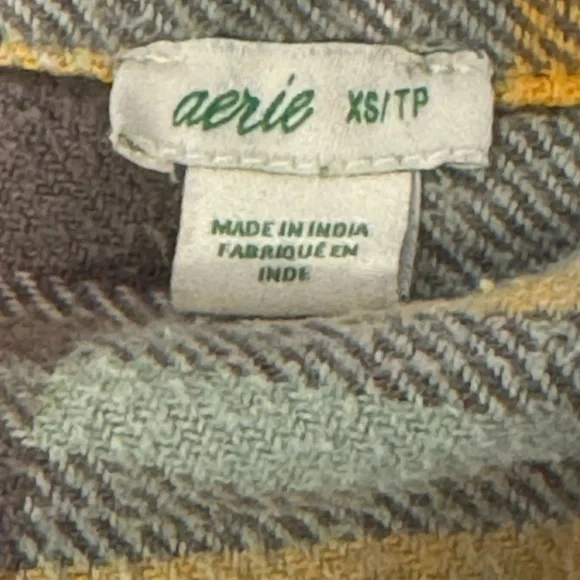 aerie XS/TP
MADE IN INDIA
FABRIQUÉ EN
INDE